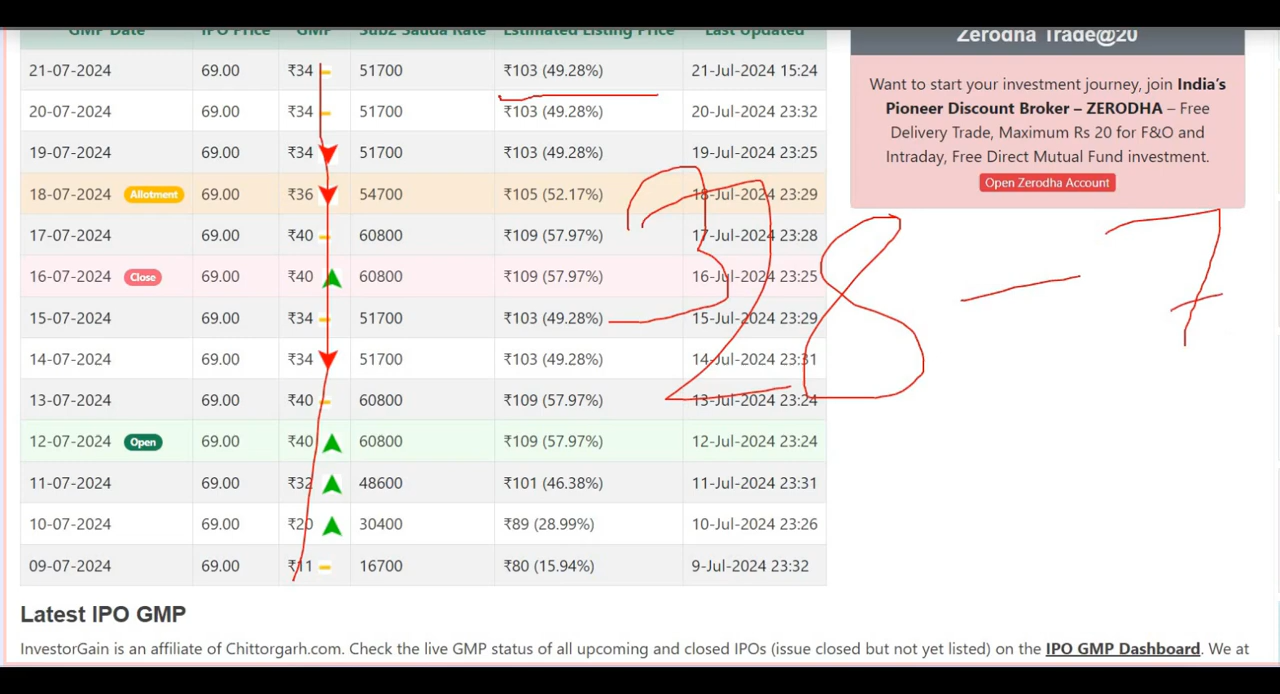 GMP Date IPO Price GMP Sub2 Sauda Rate Estimated Listing Price Last Updated
21-07-2024 69.00 ₹34 51700 ₹103 (49.28%) 21-Jul-2024 15:24
20-07-2024 69.00 ₹34 51700 ₹103 (49.28%) 20-Jul-2024 23:32
19-07-2024 69.00 ₹34 51700 ₹103 (49.28%) 19-Jul-2024 23:25
18-07-2024 Allotment 69.00 ₹36 54700 ₹105 (52.17%) 18-Jul-2024 23:29
17-07-2024 69.00 ₹40 60800 ₹109 (57.97%) 17-Jul-2024 23:28
16-07-2024 Close 69.00 ₹40 60800 ₹109 (57.97%) 16-Jul-2024 23:25
15-07-2024 69.00 ₹34 51700 ₹103 (49.28%) 15-Jul-2024 23:29
14-07-2024 69.00 ₹34 51700 ₹103 (49.28%) 14-Jul-2024 23:31
13-07-2024 69.00 ₹40 60800 ₹109 (57.97%) 13-Jul-2024 23:24
12-07-2024 Open 69.00 ₹40 60800 ₹109 (57.97%) 12-Jul-2024 23:24
11-07-2024 69.00 ₹32 48600 ₹101 (46.38%) 11-Jul-2024 23:31
10-07-2024 69.00 ₹20 30400 ₹89 (28.99%) 10-Jul-2024 23:26
09-07-2024 69.00 ₹11 16700 ₹80 (15.94%) 9-Jul-2024 23:32
Zerodha Trade@20
Want to start your investment journey, join India's
Pioneer Discount Broker – ZERODHA – Free
Delivery Trade, Maximum Rs 20 for F&O and
Intraday, Free Direct Mutual Fund investment.
Open Zerodha Account
Latest IPO GMP
InvestorGain is an affiliate of Chittorgarh.com. Check the live GMP status of all upcoming and closed IPOs (issue closed but not yet listed) on the IPO GMP Dashboard. We at